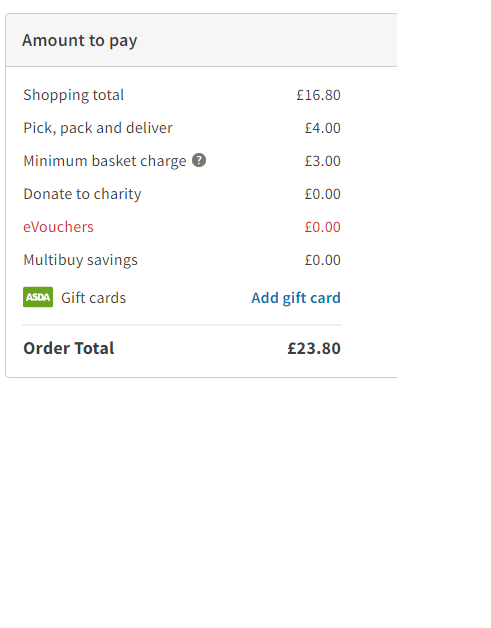 Amount to pay
Shopping total £16.80
Pick, pack and deliver £4.00
Minimum basket charge ? £3.00
Donate to charity £0.00
eVouchers £0.00
Multibuy savings £0.00
ASDA Gift cards Add gift card
Order Total £23.80